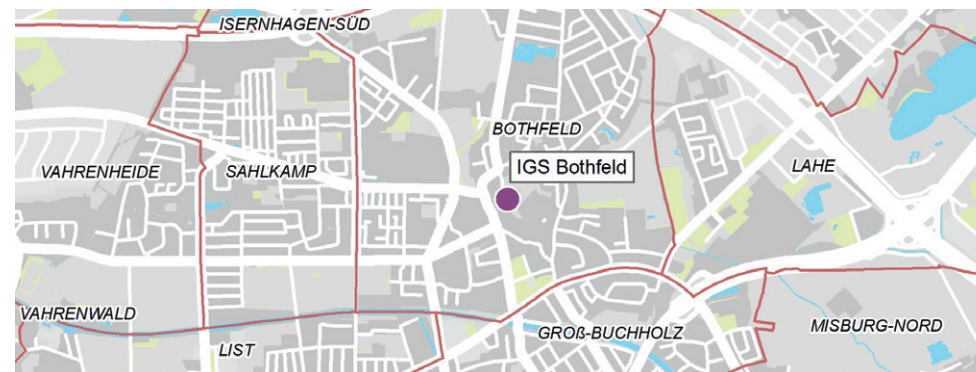 ISERNHAGEN-SÜD
BOTHFELD
IGS Bothfeld
VAHRENHEIDE
SAHLKAMP
LAHE
VAHRENWALD
LIST
GROß-BUCHHOLZ
MISBURG-NORD